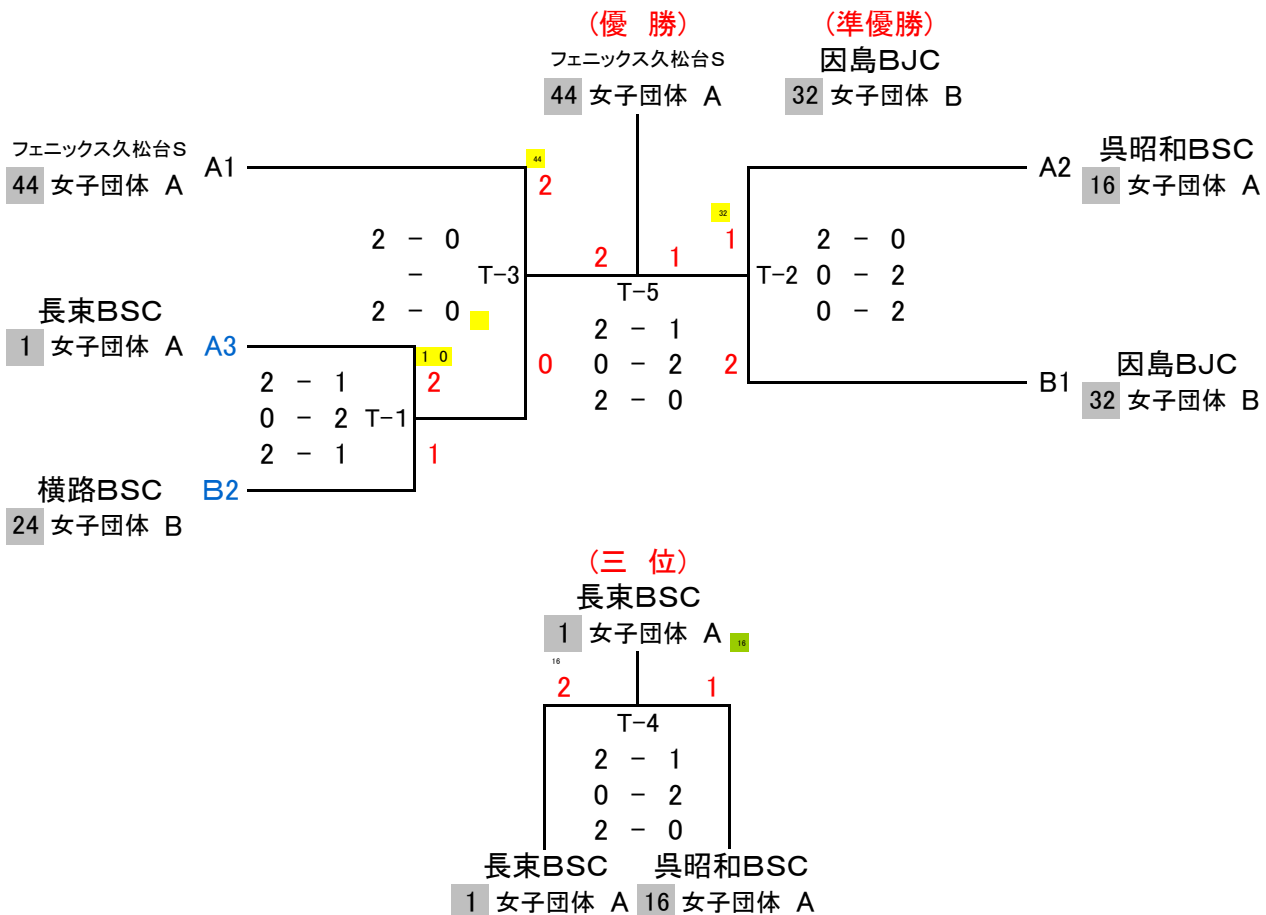 (優 勝)
(準優勝)
フェニックス久松台S
因島BJC
44 女子団体 A
32 女子団体 B
フェニックス久松台S
44 女子団体 A
A1
44
2
A2
呉昭和BSC
16 女子団体 A
32
1
2 - 0
-
2 - 0
T-3
2
1
T-5
2 - 1
0 - 2
2 - 0
T-2
2 - 0
0 - 2
0 - 2
長束BSC
1 女子団体 A
A3
1 0
2
0
2
B1
因島BJC
32 女子団体 B
2 - 1
0 - 2
2 - 1
T-1
1
横路BSC
24 女子団体 B
B2
(三 位)
長束BSC
1 女子団体 A
16
16
2
1
T-4
2 - 1
0 - 2
2 - 0
長束BSC
呉昭和BSC
1 女子団体 A
16 女子団体 A